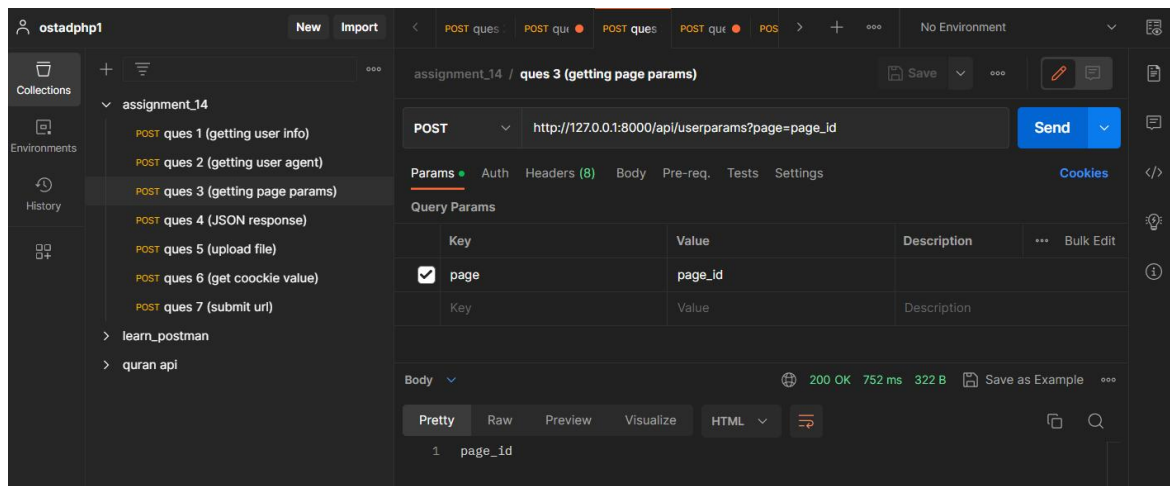 ostadphp1 New Import
POST ques POST que POST ques POST que POS No Environment
Collections
Environments
History
assignment_14
POST ques 1 (getting user info)
POST ques 2 (getting user agent)
POST ques 3 (getting page params)
POST ques 4 (JSON response)
POST ques 5 (upload file)
POST ques 6 (get coockie value)
POST ques 7 (submit url)
learn_postman
quran api
assignment_14 / ques 3 (getting page params) Save
POST http://127.0.0.1:8000/api/userparams?page=page_id Send
Params Auth Headers (8) Body Pre-req. Tests Settings Cookies
Query Params
Key Value Description Bulk Edit
page page_id
Key Value Description
Body 200 OK 752 ms 322 B Save as Example
Pretty Raw Preview Visualize HTML
1 page_id